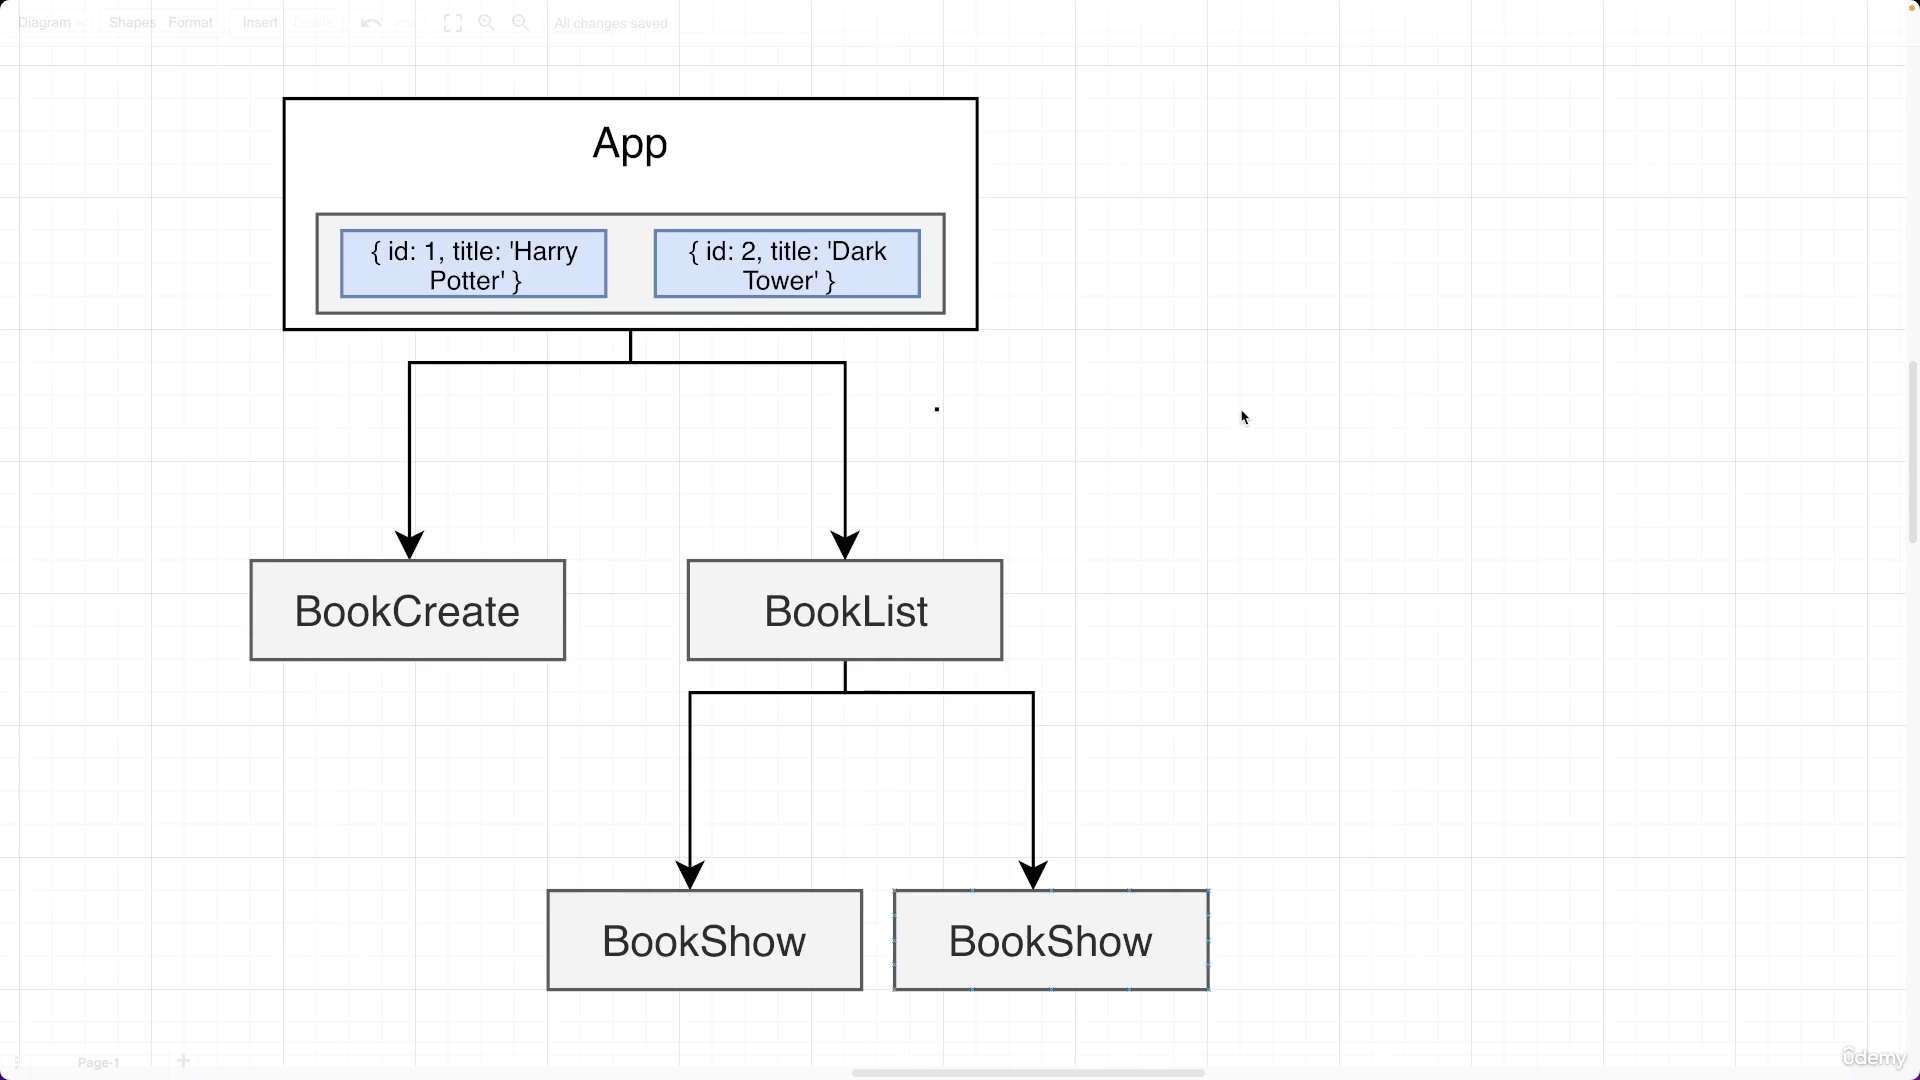 Diagram Shapes Format Insert Delete All changes saved
App
{ id: 1, title: 'Harry
Potter' }
{ id: 2, title: 'Dark
Tower' }
BookCreate
BookList
BookShow
BookShow
Page-1
ûdemy